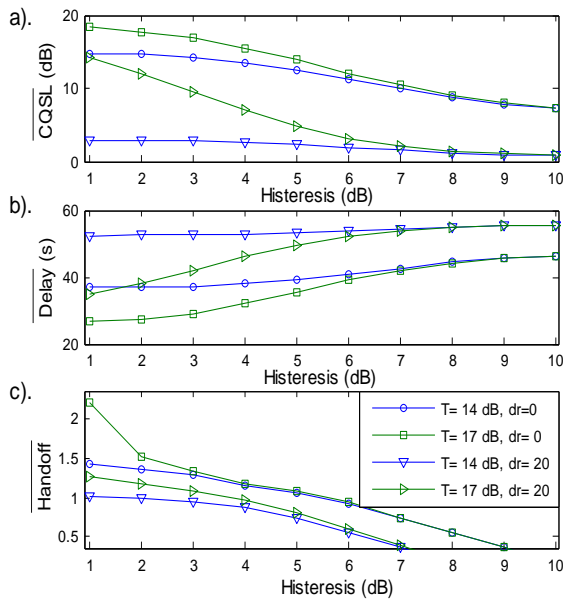 a).
CQSL (dB)
20
10
0
1 2 3 4 5 6 7 8 9 10
Histeresis (dB)
b).
Delay (s)
60
40
20
1 2 3 4 5 6 7 8 9 10
Histeresis (dB)
c).
Handoff
2
1.5
1
0.5
T= 14 dB, dr=0
T= 17 dB, dr= 0
T= 14 dB, dr= 20
T= 17 dB, dr= 20
1 2 3 4 5 6 7 8 9 10
Histeresis (dB)